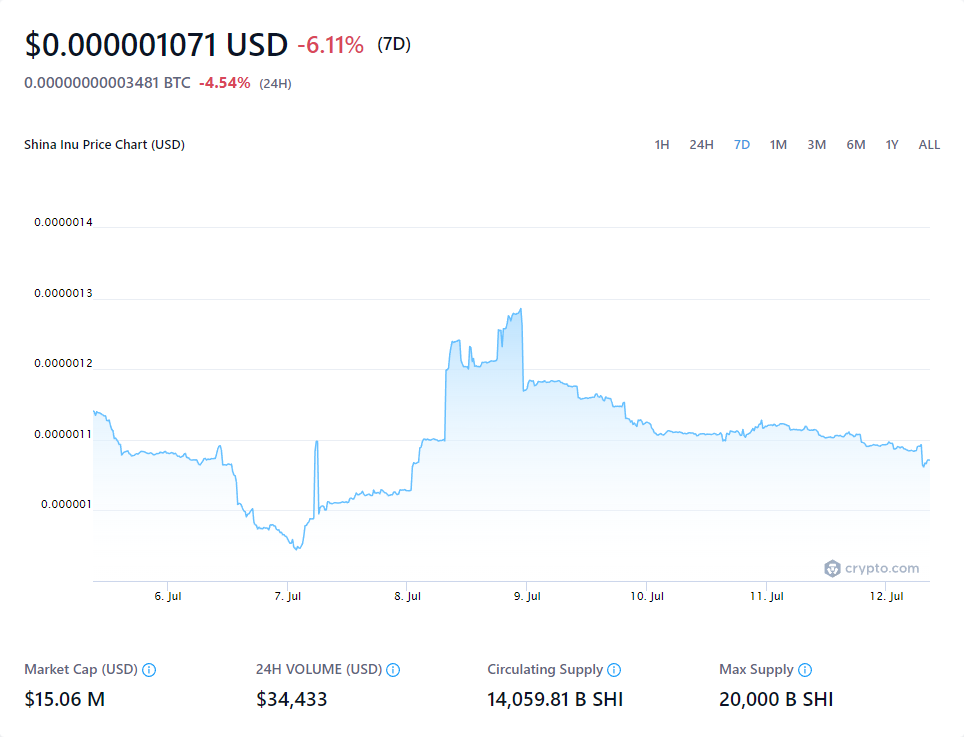 $0.000001071 USD -6.11% (7D)
0.00000000003481 BTC -4.54% (24H)
Shina Inu Price Chart (USD) 1H 24H 7D 1M 3M 6M 1Y ALL
0.0000014
0.0000013
0.0000012
0.0000011
0.000001
crypto.com
6. Jul 7. Jul 8. Jul 9. Jul 10. Jul 11. Jul 12. Jul
Market Cap (USD) 24H VOLUME (USD) Circulating Supply Max Supply
$15.06 M $34,433 14,059.81 B SHI 20,000 B SHI